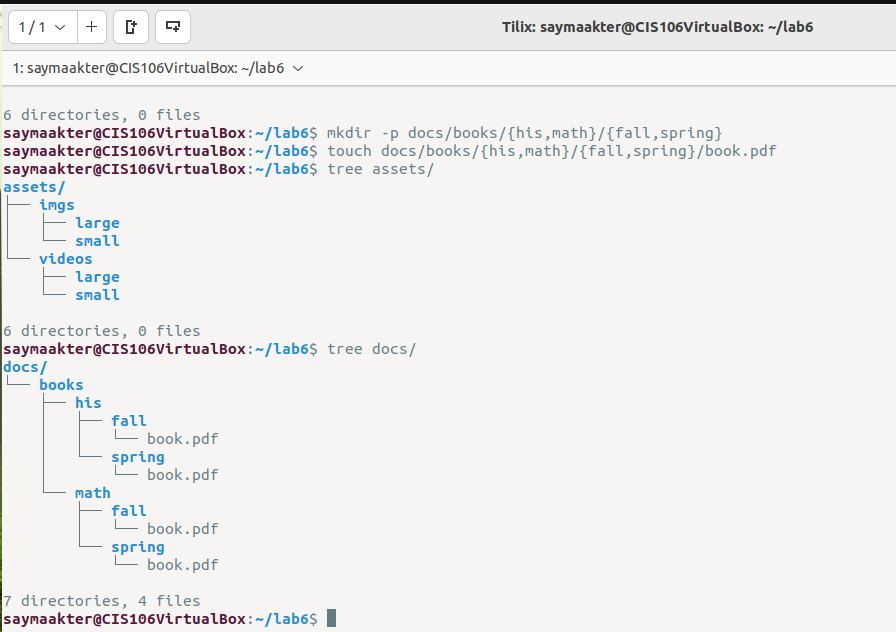 1 / 1
Tilix: saymaakter@CIS106VirtualBox: ~/lab6
1: saymaakter@CIS106VirtualBox: ~/lab6
6 directories, 0 files
saymaakter@CIS106VirtualBox:~/lab6$ mkdir -p docs/books/{his,math}/{fall,spring}
saymaakter@CIS106VirtualBox:~/lab6$ touch docs/books/{his,math}/{fall,spring}/book.pdf
saymaakter@CIS106VirtualBox:~/lab6$ tree assets/
assets/
├── imgs
│   ├── large
│   └── small
└── videos
    ├── large
    └── small
6 directories, 0 files
saymaakter@CIS106VirtualBox:~/lab6$ tree docs/
docs/
└── books
    ├── his
    │   ├── fall
    │   │   └── book.pdf
    │   └── spring
    │       └── book.pdf
    └── math
        ├── fall
        │   └── book.pdf
        └── spring
            └── book.pdf
7 directories, 4 files
saymaakter@CIS106VirtualBox:~/lab6$